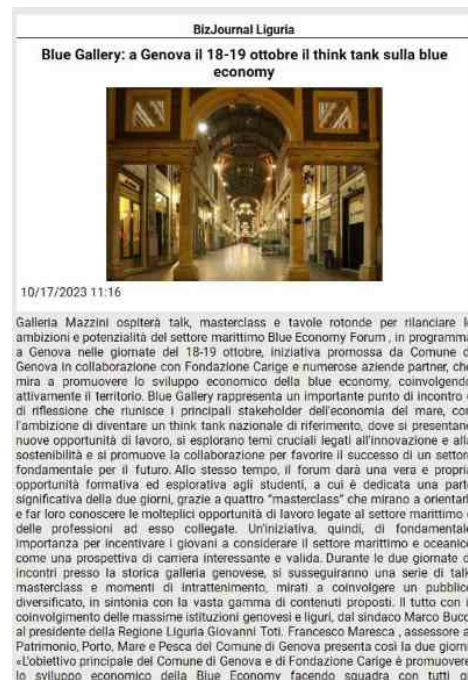 BizJournal Liguria
Blue Gallery: a Genova il 18-19 ottobre il think tank sulla blue
economy
10/17/2023 11:16
Galleria Mazzini ospiterà talk, masterclass e tavole rotonde per rilanciare
ambizioni e potenzialità del settore marittimo Blue Economy Forum , in programma
a Genova nelle giornate del 18-19 ottobre, iniziativa promossa da Comune
Genova in collaborazione con Fondazione Carige e numerose aziende partner, che
mira a promuovere lo sviluppo economico della blue economy, coinvolgendo
attivamente il territorio. Blue Gallery rappresenta un importante punto di incontro
di riflessione che riunisce i principali stakeholder dell'economia del mare, con
l'ambizione di diventare un think tank nazionale di riferimento, dove si presentano
nuove opportunità di lavoro, si esplorano temi cruciali legati all'innovazione e alla
sostenibilità e si promuove la collaborazione per favorire il successo di un settore
fondamentale per il futuro. Allo stesso tempo, il forum darà una vera e propria
opportunità formativa ed esplorativa agli studenti, a cui è dedicata una parte
significativa della due giorni, grazie a quattro "masterclass" che mirano a orientarli
e far loro conoscere le molteplici opportunità di lavoro legate al settore marittimo
delle professioni ad esso collegate. Un'iniziativa, quindi, di fondamentale
importanza per incentivare i giovani a considerare il settore marittimo e oceanico
come una prospettiva di carriera interessante e valida. Durante le due giornate
incontri presso la storica galleria genovese, si susseguiranno una serie di talk
masterclass e momenti di intrattenimento, mirati a coinvolgere un pubblico
diversificato, in sintonia con la vasta gamma di contenuti proposti. Il tutto con
coinvolgimento delle massime istituzioni genovesi e liguri, dal sindaco Marco Bucci
al presidente della Regione Liguria Giovanni Toti. Francesco Maresca , assessore al
Patrimonio, Porto, Mare e Pesca del Comune di Genova presenta così la due giorni
«L'obiettivo principale del Comune di Genova e di Fondazione Carige è promuovere
lo sviluppo economico della Blue Economy facendo squadra con tutti